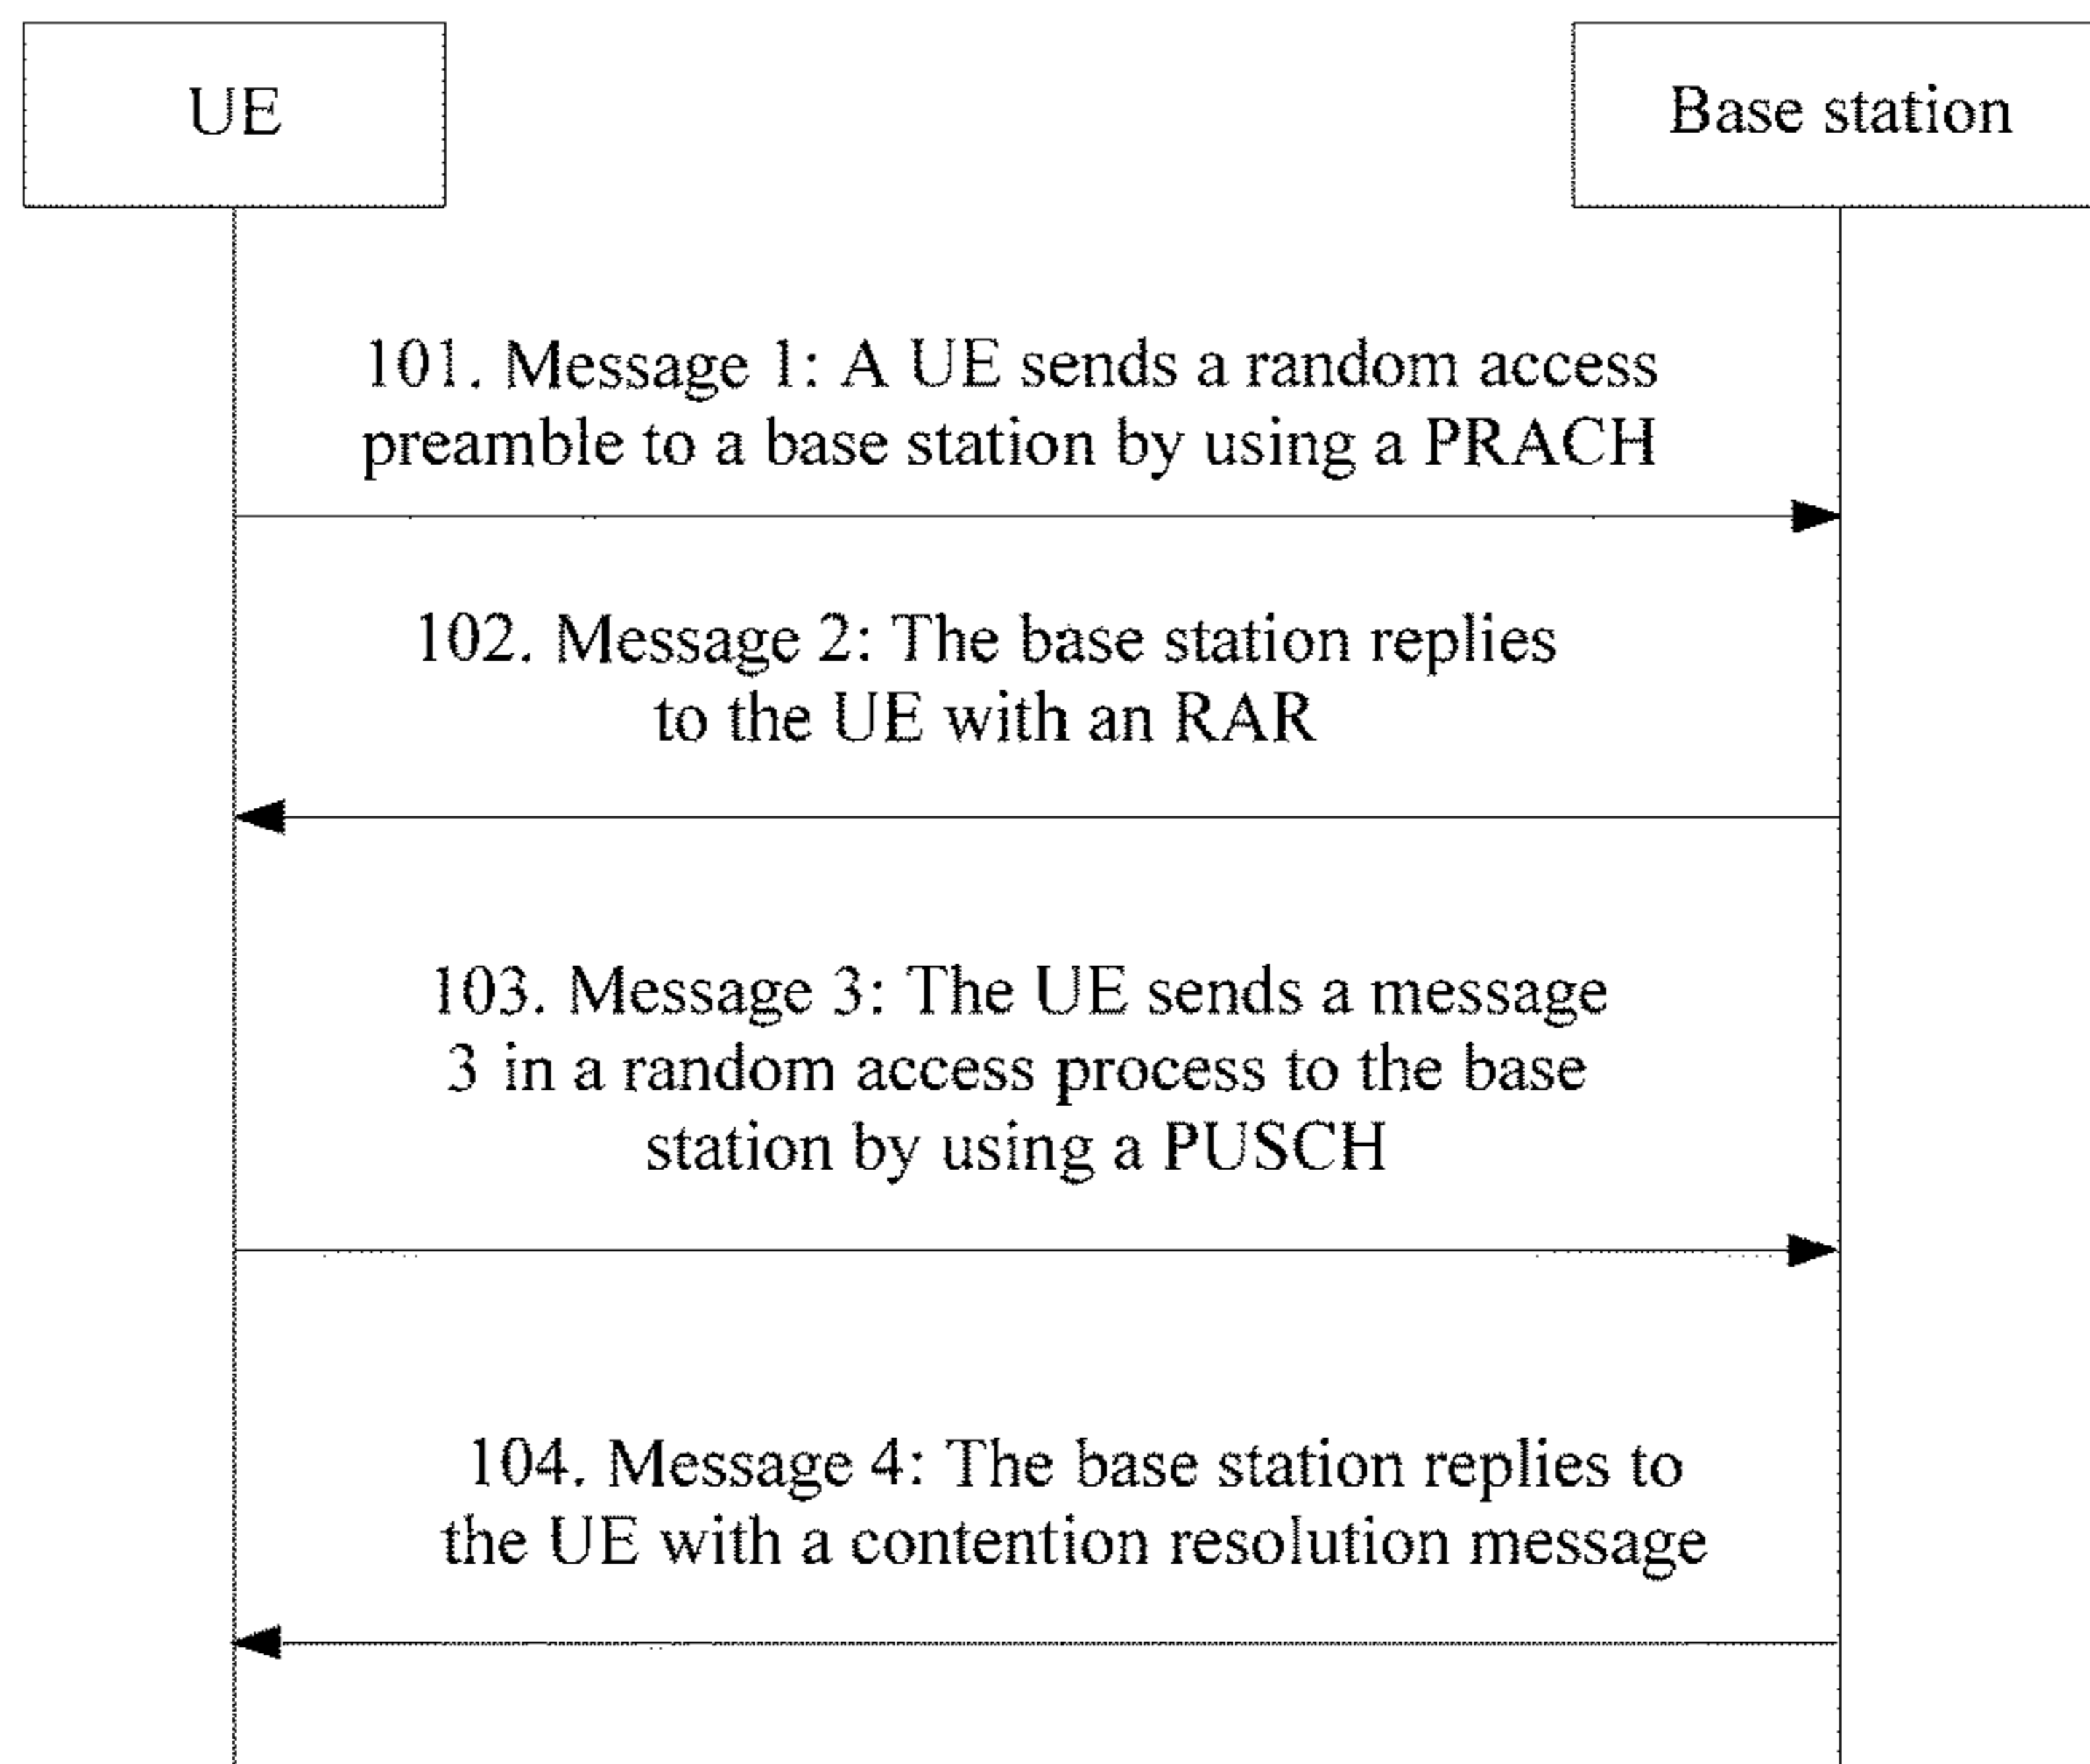 UE
Base station
101. Message 1: A UE sends a random access
preamble to a base station by using a PRACH
102. Message 2: The base station replies
to the UE with an RAR
103. Message 3: The UE sends a message
3 in a random access process to the base
station by using a PUSCH
104. Message 4: The base station replies to
the UE with a contention resolution message